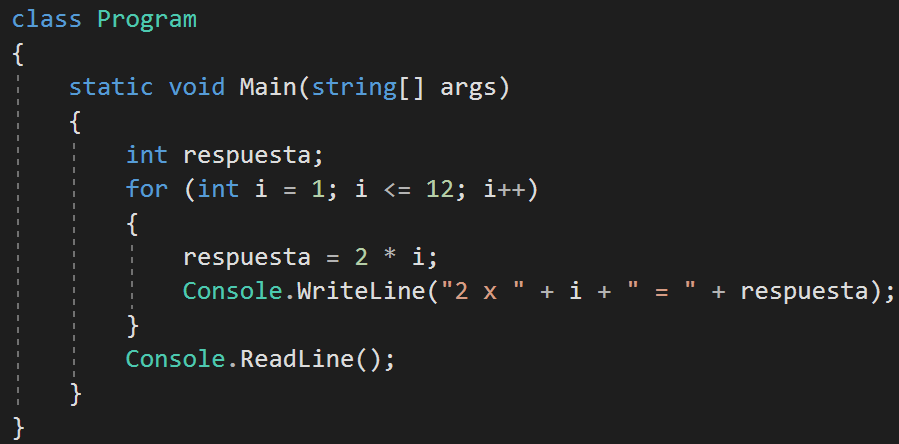 class Program
{
    static void Main(string[] args)
    {
        int respuesta;
        for (int i = 1; i <= 12; i++)
        {
            respuesta = 2 * i;
            Console.WriteLine("2 x " + i + " = " + respuesta);
        }
        Console.ReadLine();
    }
}